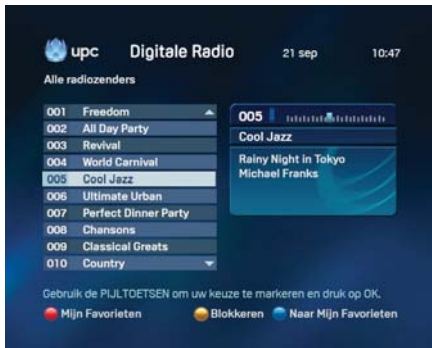 upc Digitale Radio 21 sep 10:47
Alle radiozenders
001 Freedom
002 All Day Party
003 Revival
004 World Carnival
005 Cool Jazz
006 Ultimate Urban
007 Perfect Dinner Party
008 Chansons
009 Classical Greats
010 Country
005
Cool Jazz
Rainy Night in Tokyo
Michael Franks
Gebruik de PIJLTOETSEN om uw keuze te markeren en druk op OK.
Mijn Favorieten Blokkeren Naar Mijn Favorieten